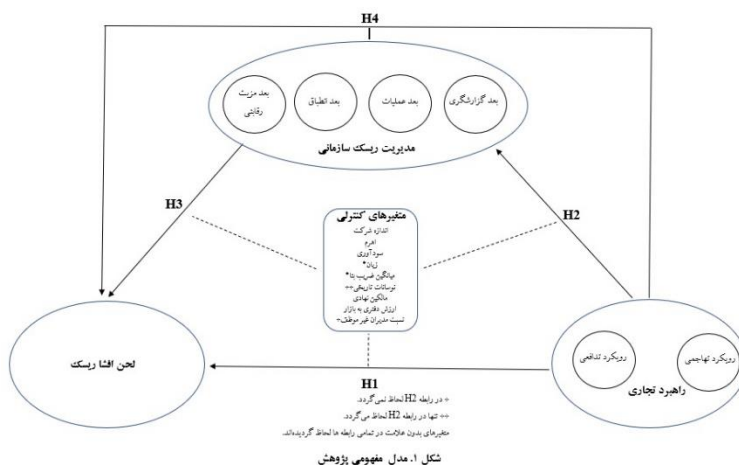 H4
بعد گزارشگری
بعد عملیات
بعد انطباق
بعد مزیت
رقابتی
مدیریت ریسک سازمانی
H3
H2
متغیرهای کنترلی
اندازه شرکت
اهرم
سودآوری
زیان*
میانگین ضریب بتا*
نوسانات تاریخی++
مالکین نهادی
ارزش دفتری به بازار
نسبت مدیران غیر موظف+
لحن افشا ریسک
رویکرد تهاجمی
رویکرد تدافعی
راهبرد تجاری
H1
+ در رابطه H2 لحاظ نمی‌گردد.
++ تنها در رابطه H2 لحاظ می‌گردد.
متغیرهای بدون علامت در تمامی رابطه ها لحاظ گردیده‌اند.
شکل ۱. مدل مفهومی پژوهش